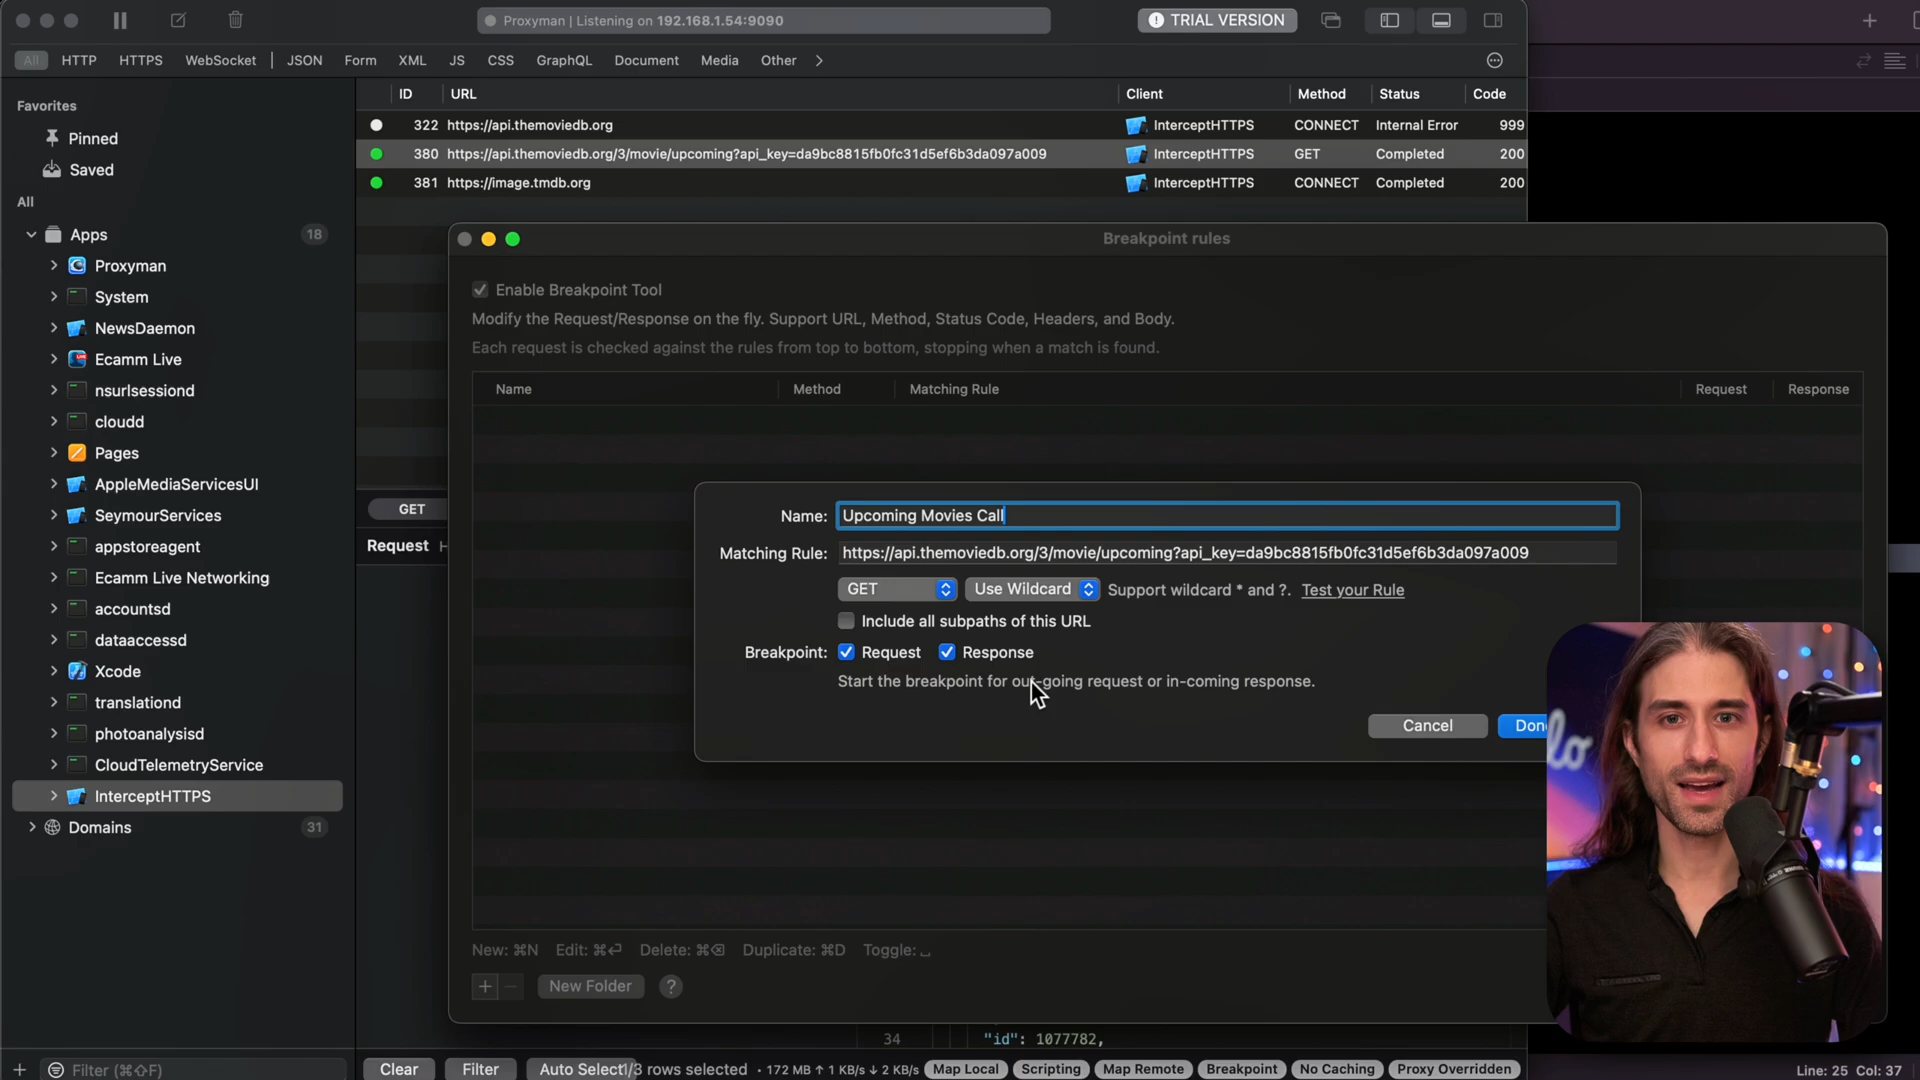 Proxyman | Listening on 192.168.1.54:9090
TRIAL VERSION
All HTTP HTTPS WebSocket JSON Form XML JS CSS GraphQL Document Media Other
Favorites
Pinned
Saved
All
Apps 18
Proxyman
System
NewsDaemon
Ecamm Live
nsurlsessiond
cloudd
Pages
AppleMediaServicesUI
SeymourServices
appstoreagent
Ecamm Live Networking
accountsd
dataaccessd
Xcode
translationd
photoanalysisd
CloudTelemetryService
InterceptHTTPS
Domains 31
Filter (⌘⇧F)
ID URL Client Method Status Code
322 https://api.themoviedb.org InterceptHTTPS CONNECT Internal Error 999
380 https://api.themoviedb.org/3/movie/upcoming?api_key=da9bc8815fb0fc31d5ef6b3da097a009 InterceptHTTPS GET Completed 200
381 https://image.tmdb.org InterceptHTTPS CONNECT Completed 200
GET
Request H
Breakpoint rules
Enable Breakpoint Tool
Modify the Request/Response on the fly. Support URL, Method, Status Code, Headers, and Body.
Each request is checked against the rules from top to bottom, stopping when a match is found.
Name Method Matching Rule Request Response
Name: Upcoming Movies Call
Matching Rule: https://api.themoviedb.org/3/movie/upcoming?api_key=da9bc8815fb0fc31d5ef6b3da097a009
GET Use Wildcard Support wildcard * and ?. Test your Rule
Include all subpaths of this URL
Breakpoint: Request Response
Start the breakpoint for out-going request or in-coming response.
Cancel Done
New: ⌘N Edit: ⌘↩ Delete: ⌘⌫ Duplicate: ⌘D Toggle: ⎵
New Folder ?
34 "id": 1077782,
Clear Filter Auto Select 1/3 rows selected • 172 MB ↑ 1 KB/s ↓ 2 KB/s Map Local Scripting Map Remote Breakpoint No Caching Proxy Overridden
Line: 25 Col: 37